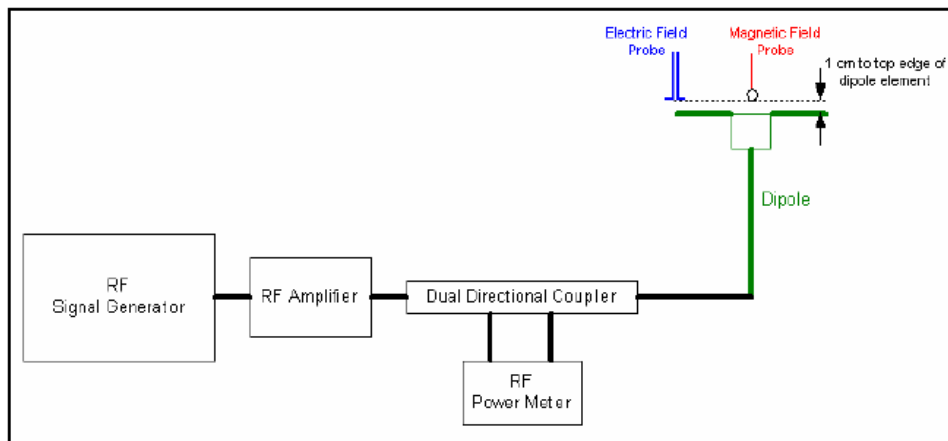 Electric Field
Probe
Magnetic Field
Probe
1 cm to top edge of
dipole element
Dipole
RF
Signal Generator
RF Amplifier
Dual Directional Coupler
RF
Power Meter